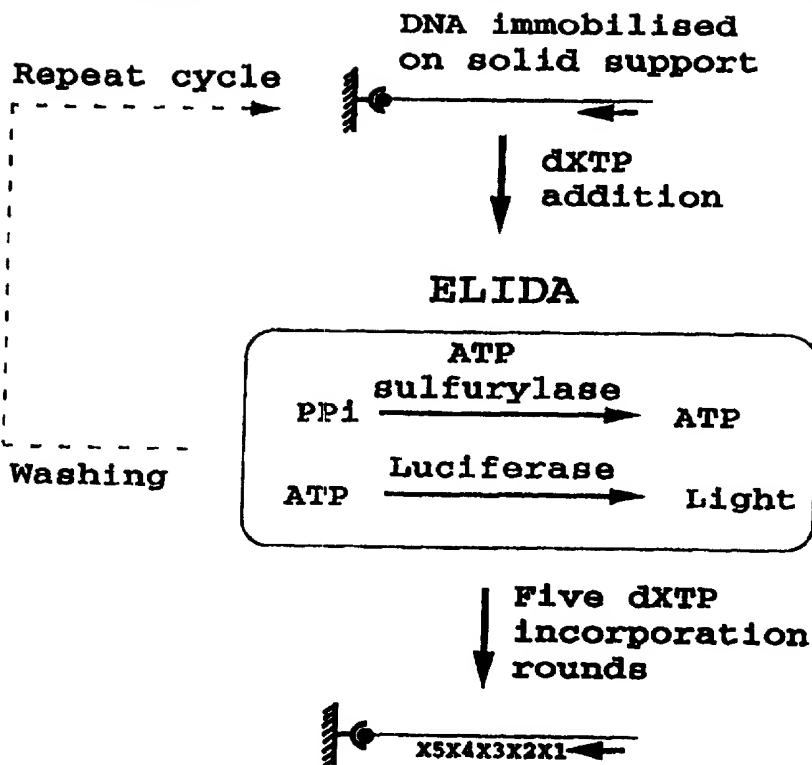 DNA immobilised
on solid support
Repeat cycle
dXTP
addition
ELIDA
ATP
sulfurylase
PPi
ATP
Washing
Luciferase
ATP
Light
Five dXTP
incorporation
rounds
X5X4X3X2X1